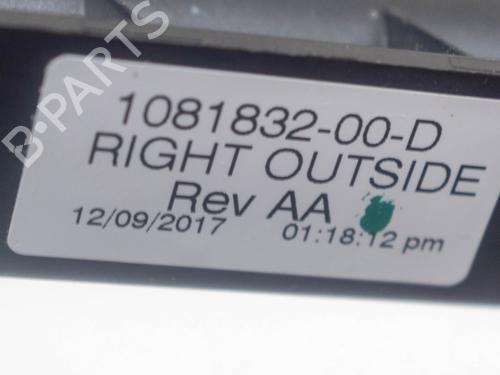 B-PARTS
1081832-00-D
RIGHT OUTSIDE
Rev AA
12/09/2017 01:18:12 pm